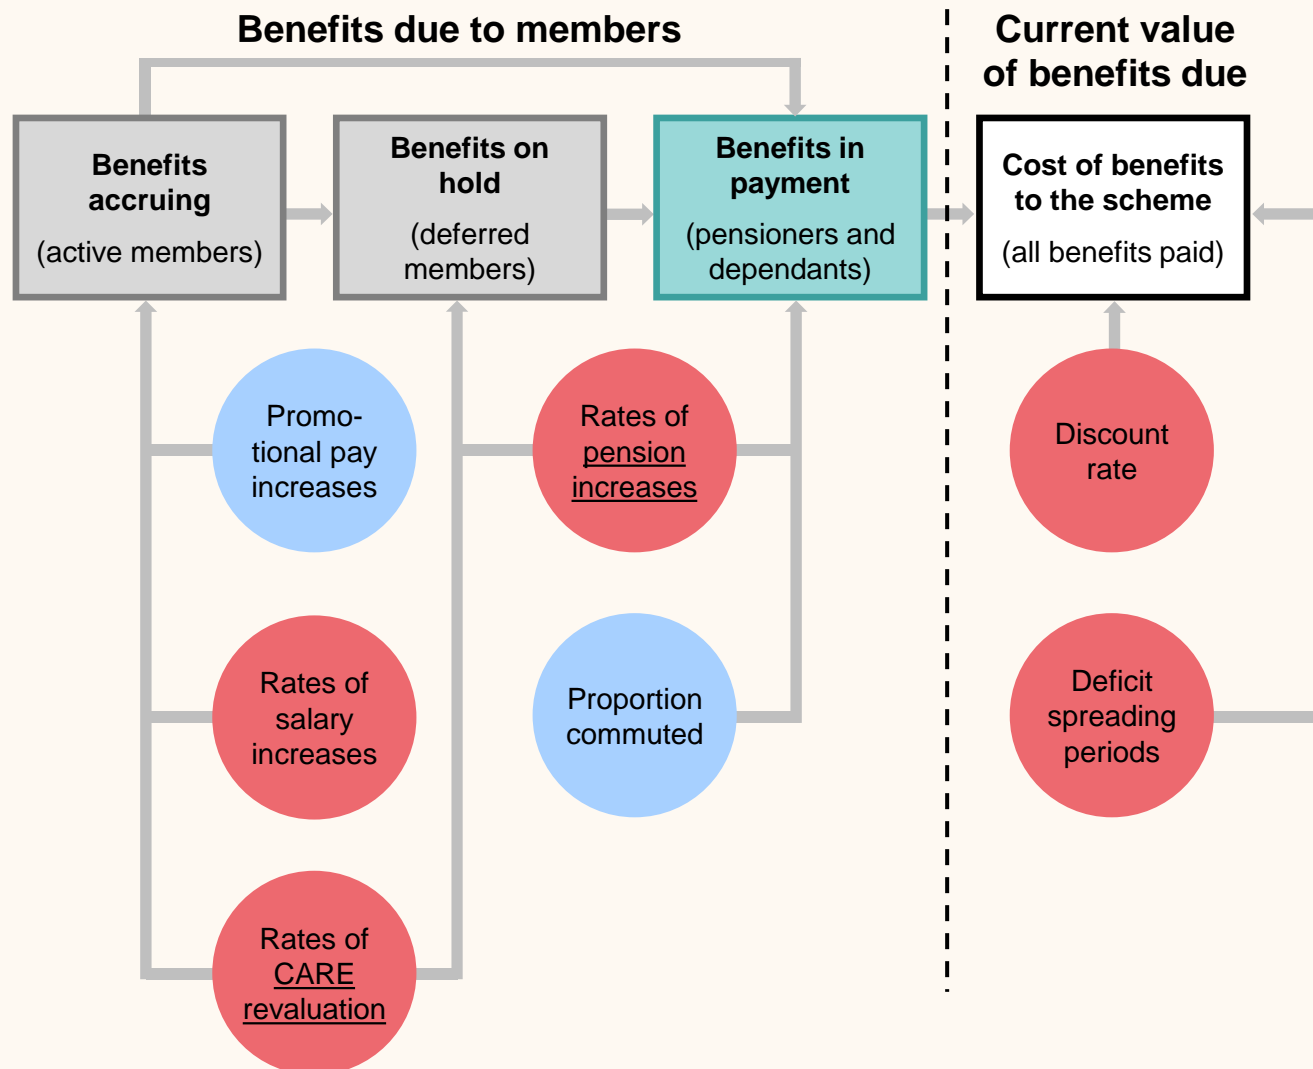 Benefits due to members
Current value
of benefits due
Benefits
accruing
(active members)
Benefits on
hold
(deferred
members)
Benefits in
payment
(pensioners and
dependants)
Cost of benefits
to the scheme
(all benefits paid)
Promo-
tional pay
increases
Rates of
pension
increases
Discount
rate
Rates of
salary
increases
Proportion
commuted
Deficit
spreading
periods
Rates of
CARE
revaluation